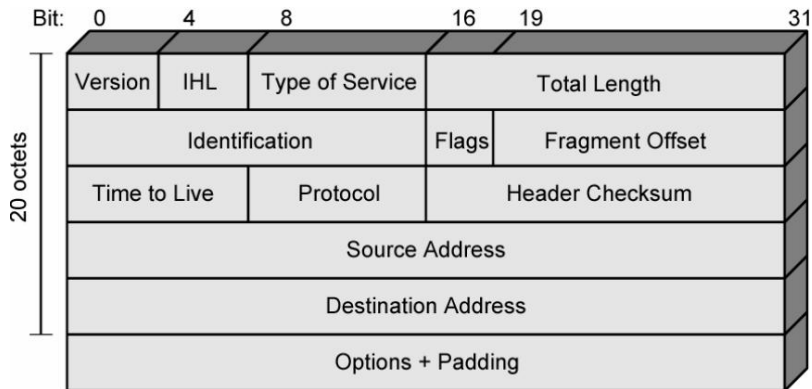 Bit: 0 4 8 16 19 31
Version IHL Type of Service Total Length
Identification Flags Fragment Offset
Time to Live Protocol Header Checksum
Source Address
Destination Address
Options + Padding
20 octets